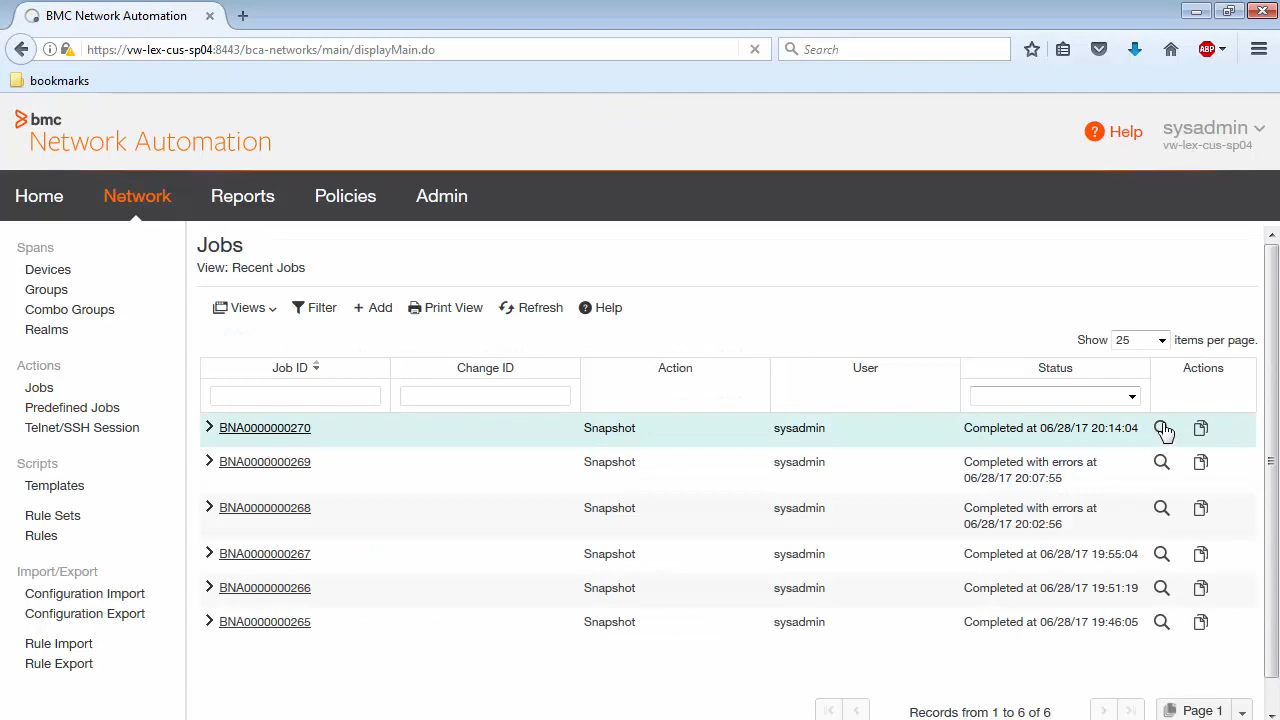 BMC Network Automation
https://vw-lex-cus-sp04:8443/bca-networks/main/displayMain.do
Search
ABP
bookmarks
bmc
Network Automation
? Help
sysadmin
vw-lex-cus-sp04
Home Network Reports Policies Admin
Spans
Devices
Groups
Combo Groups
Realms
Actions
Jobs
Predefined Jobs
Telnet/SSH Session
Scripts
Templates
Rule Sets
Rules
Import/Export
Configuration Import
Configuration Export
Rule Import
Rule Export
Jobs
View: Recent Jobs
Views Filter + Add Print View Refresh ? Help
Show 25 items per page.
Job ID Change ID Action User Status Actions
BNA0000000270 Snapshot sysadmin Completed at 06/28/17 20:14:04
BNA0000000269 Snapshot sysadmin Completed with errors at
06/28/17 20:07:55
BNA0000000268 Snapshot sysadmin Completed with errors at
06/28/17 20:02:56
BNA0000000267 Snapshot sysadmin Completed at 06/28/17 19:55:04
BNA0000000266 Snapshot sysadmin Completed at 06/28/17 19:51:19
BNA0000000265 Snapshot sysadmin Completed at 06/28/17 19:46:05
Records from 1 to 6 of 6 Page 1